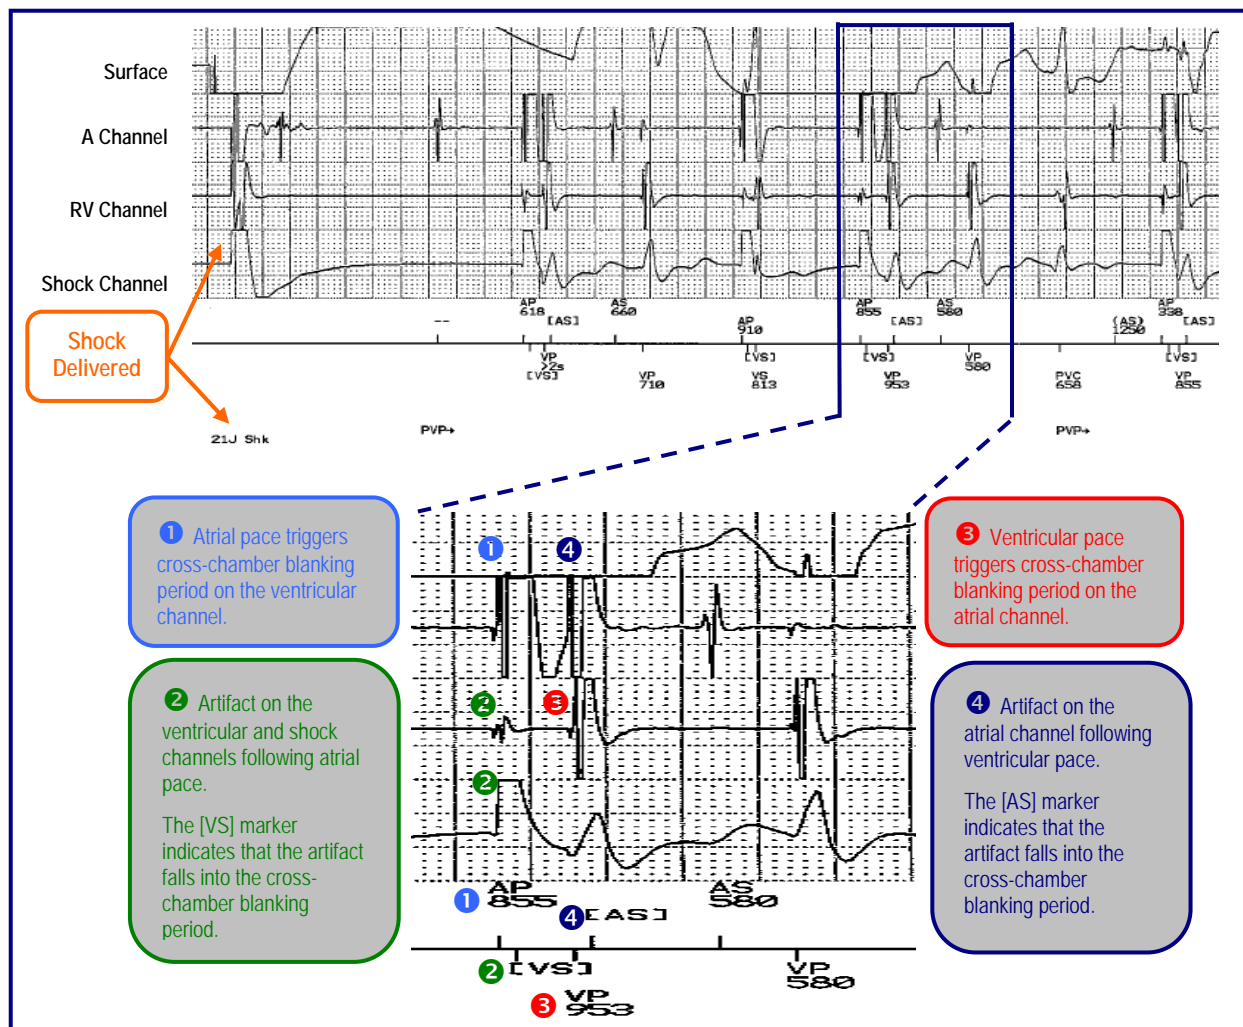 Surface
A Channel
RV Channel
Shock Channel
Shock
Delivered
AP AS AP AP AS AP
618 660 910 855 580 338
-- [AS] [AS] (AS) [AS]
1250
VP [VS] [VS] VP [VS]
>2s 580
[VS] VP VS VP PVC VP
710 813 953 658 855
21J Shk PVP→ PVP→
1 Atrial pace triggers
cross-chamber blanking
period on the ventricular
channel.
2 Artifact on the
ventricular and shock
channels following atrial
pace.
The [VS] marker
indicates that the artifact
falls into the cross-
chamber blanking
period.
1 4
2 3
2
1 AP AS
855 580
4 [AS]
2 [VS] VP
580
3 VP
953
3 Ventricular pace
triggers cross-chamber
blanking period on the
atrial channel.
4 Artifact on the
atrial channel following
ventricular pace.
The [AS] marker
indicates that the
artifact falls into the
cross-chamber
blanking period.